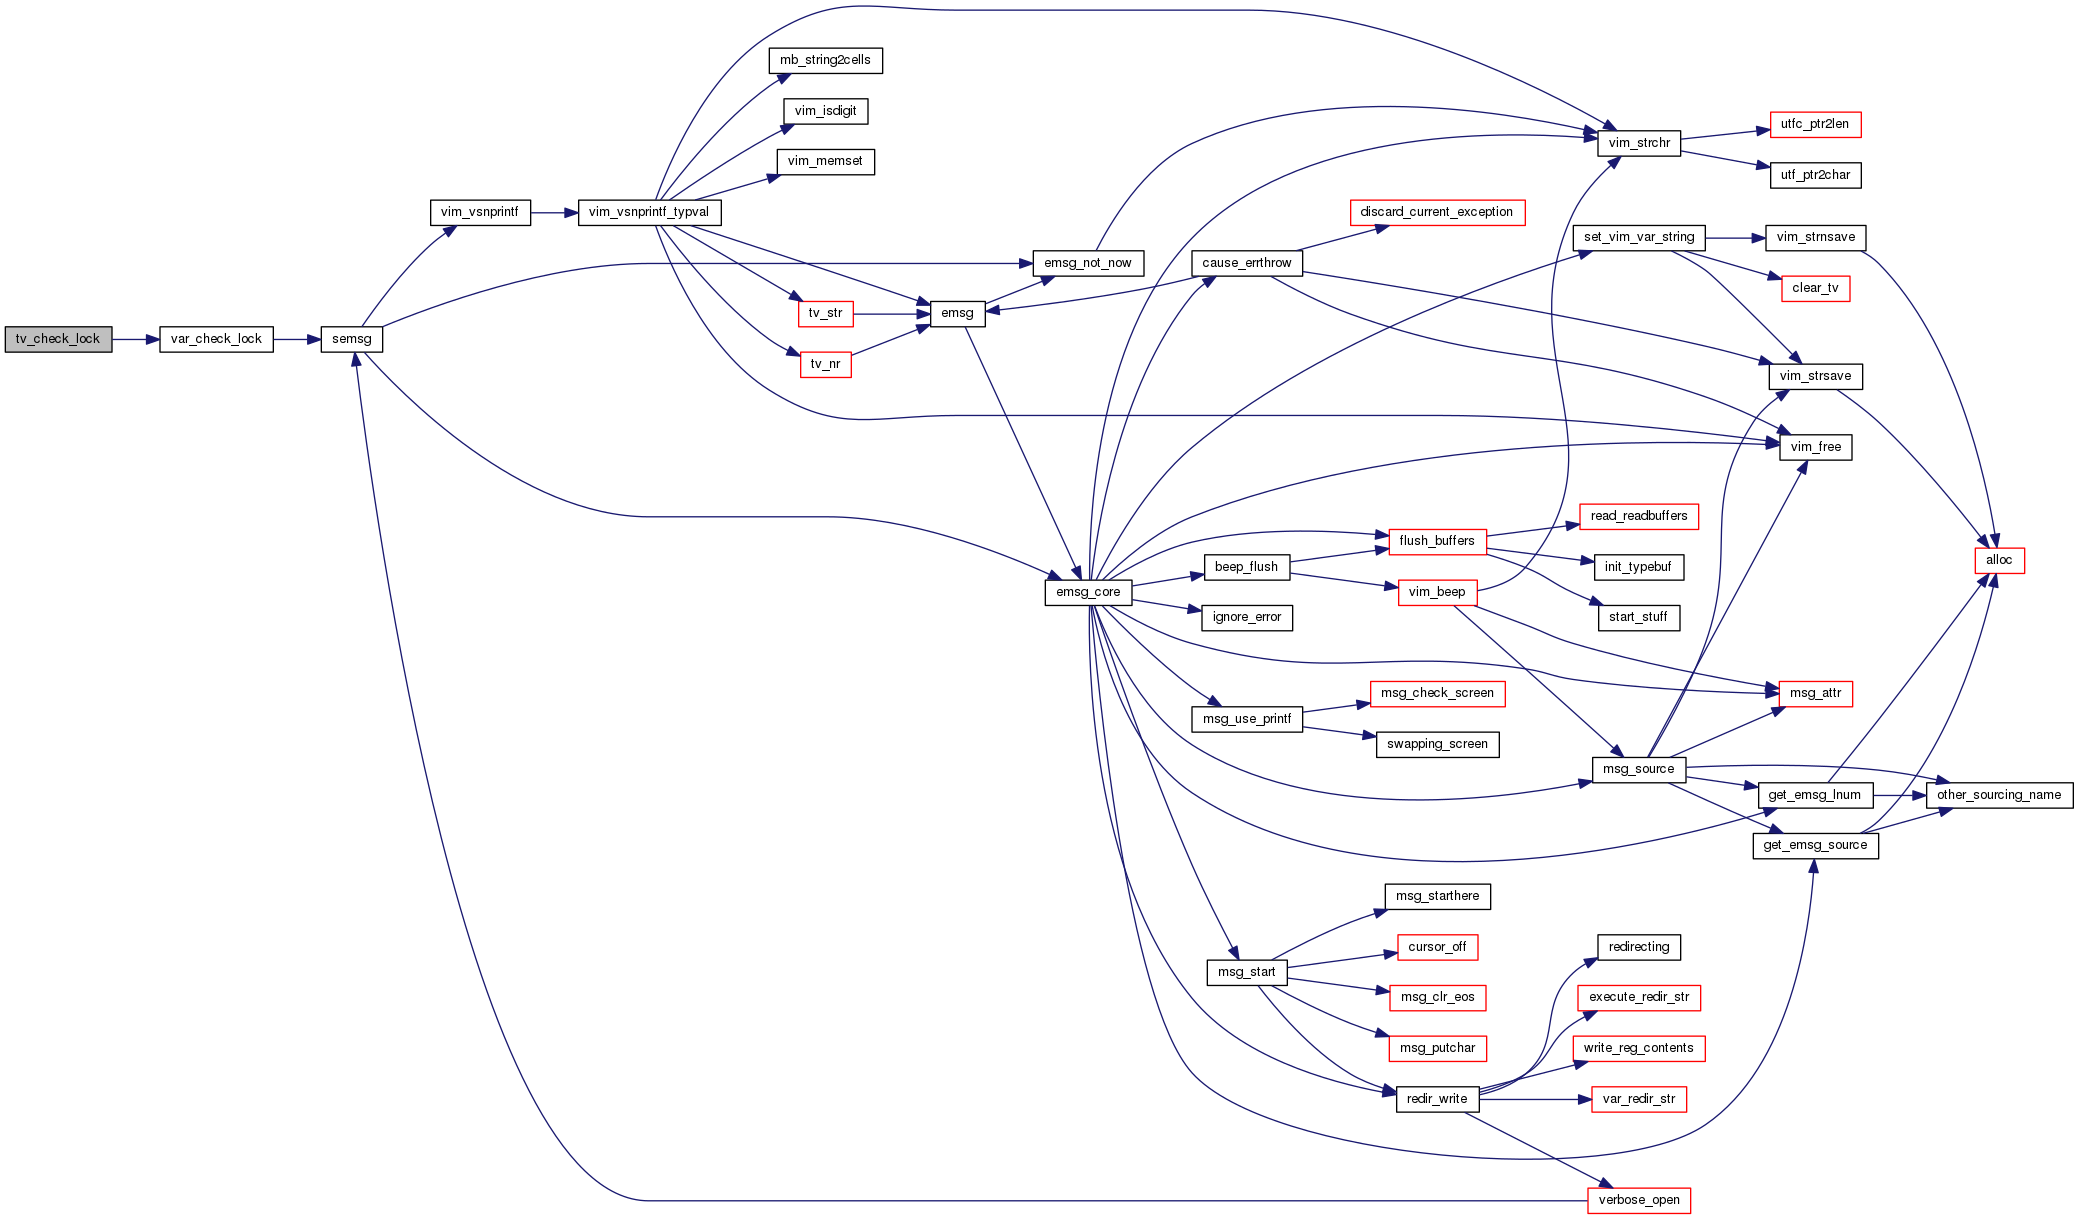 mb_string2cells
vim_isdigit
utfc_ptr2len
vim_strchr
vim_memset
utf_ptr2char
vim_vsnprintf
vim_vsnprintf_typval
discard_current_exception
set_vim_var_string
vim_strnsave
emsg_not_now
cause_errthrow
clear_tv
tv_str
emsg
tv_check_lock
var_check_lock
semsg
tv_nr
vim_strsave
vim_free
read_readbuffers
flush_buffers
alloc
beep_flush
init_typebuf
emsg_core
vim_beep
ignore_error
start_stuff
msg_check_screen
msg_attr
msg_use_printf
swapping_screen
msg_source
get_emsg_lnum
other_sourcing_name
get_emsg_source
msg_starthere
cursor_off
redirecting
msg_start
msg_clr_eos
execute_redir_str
msg_putchar
write_reg_contents
redir_write
var_redir_str
verbose_open